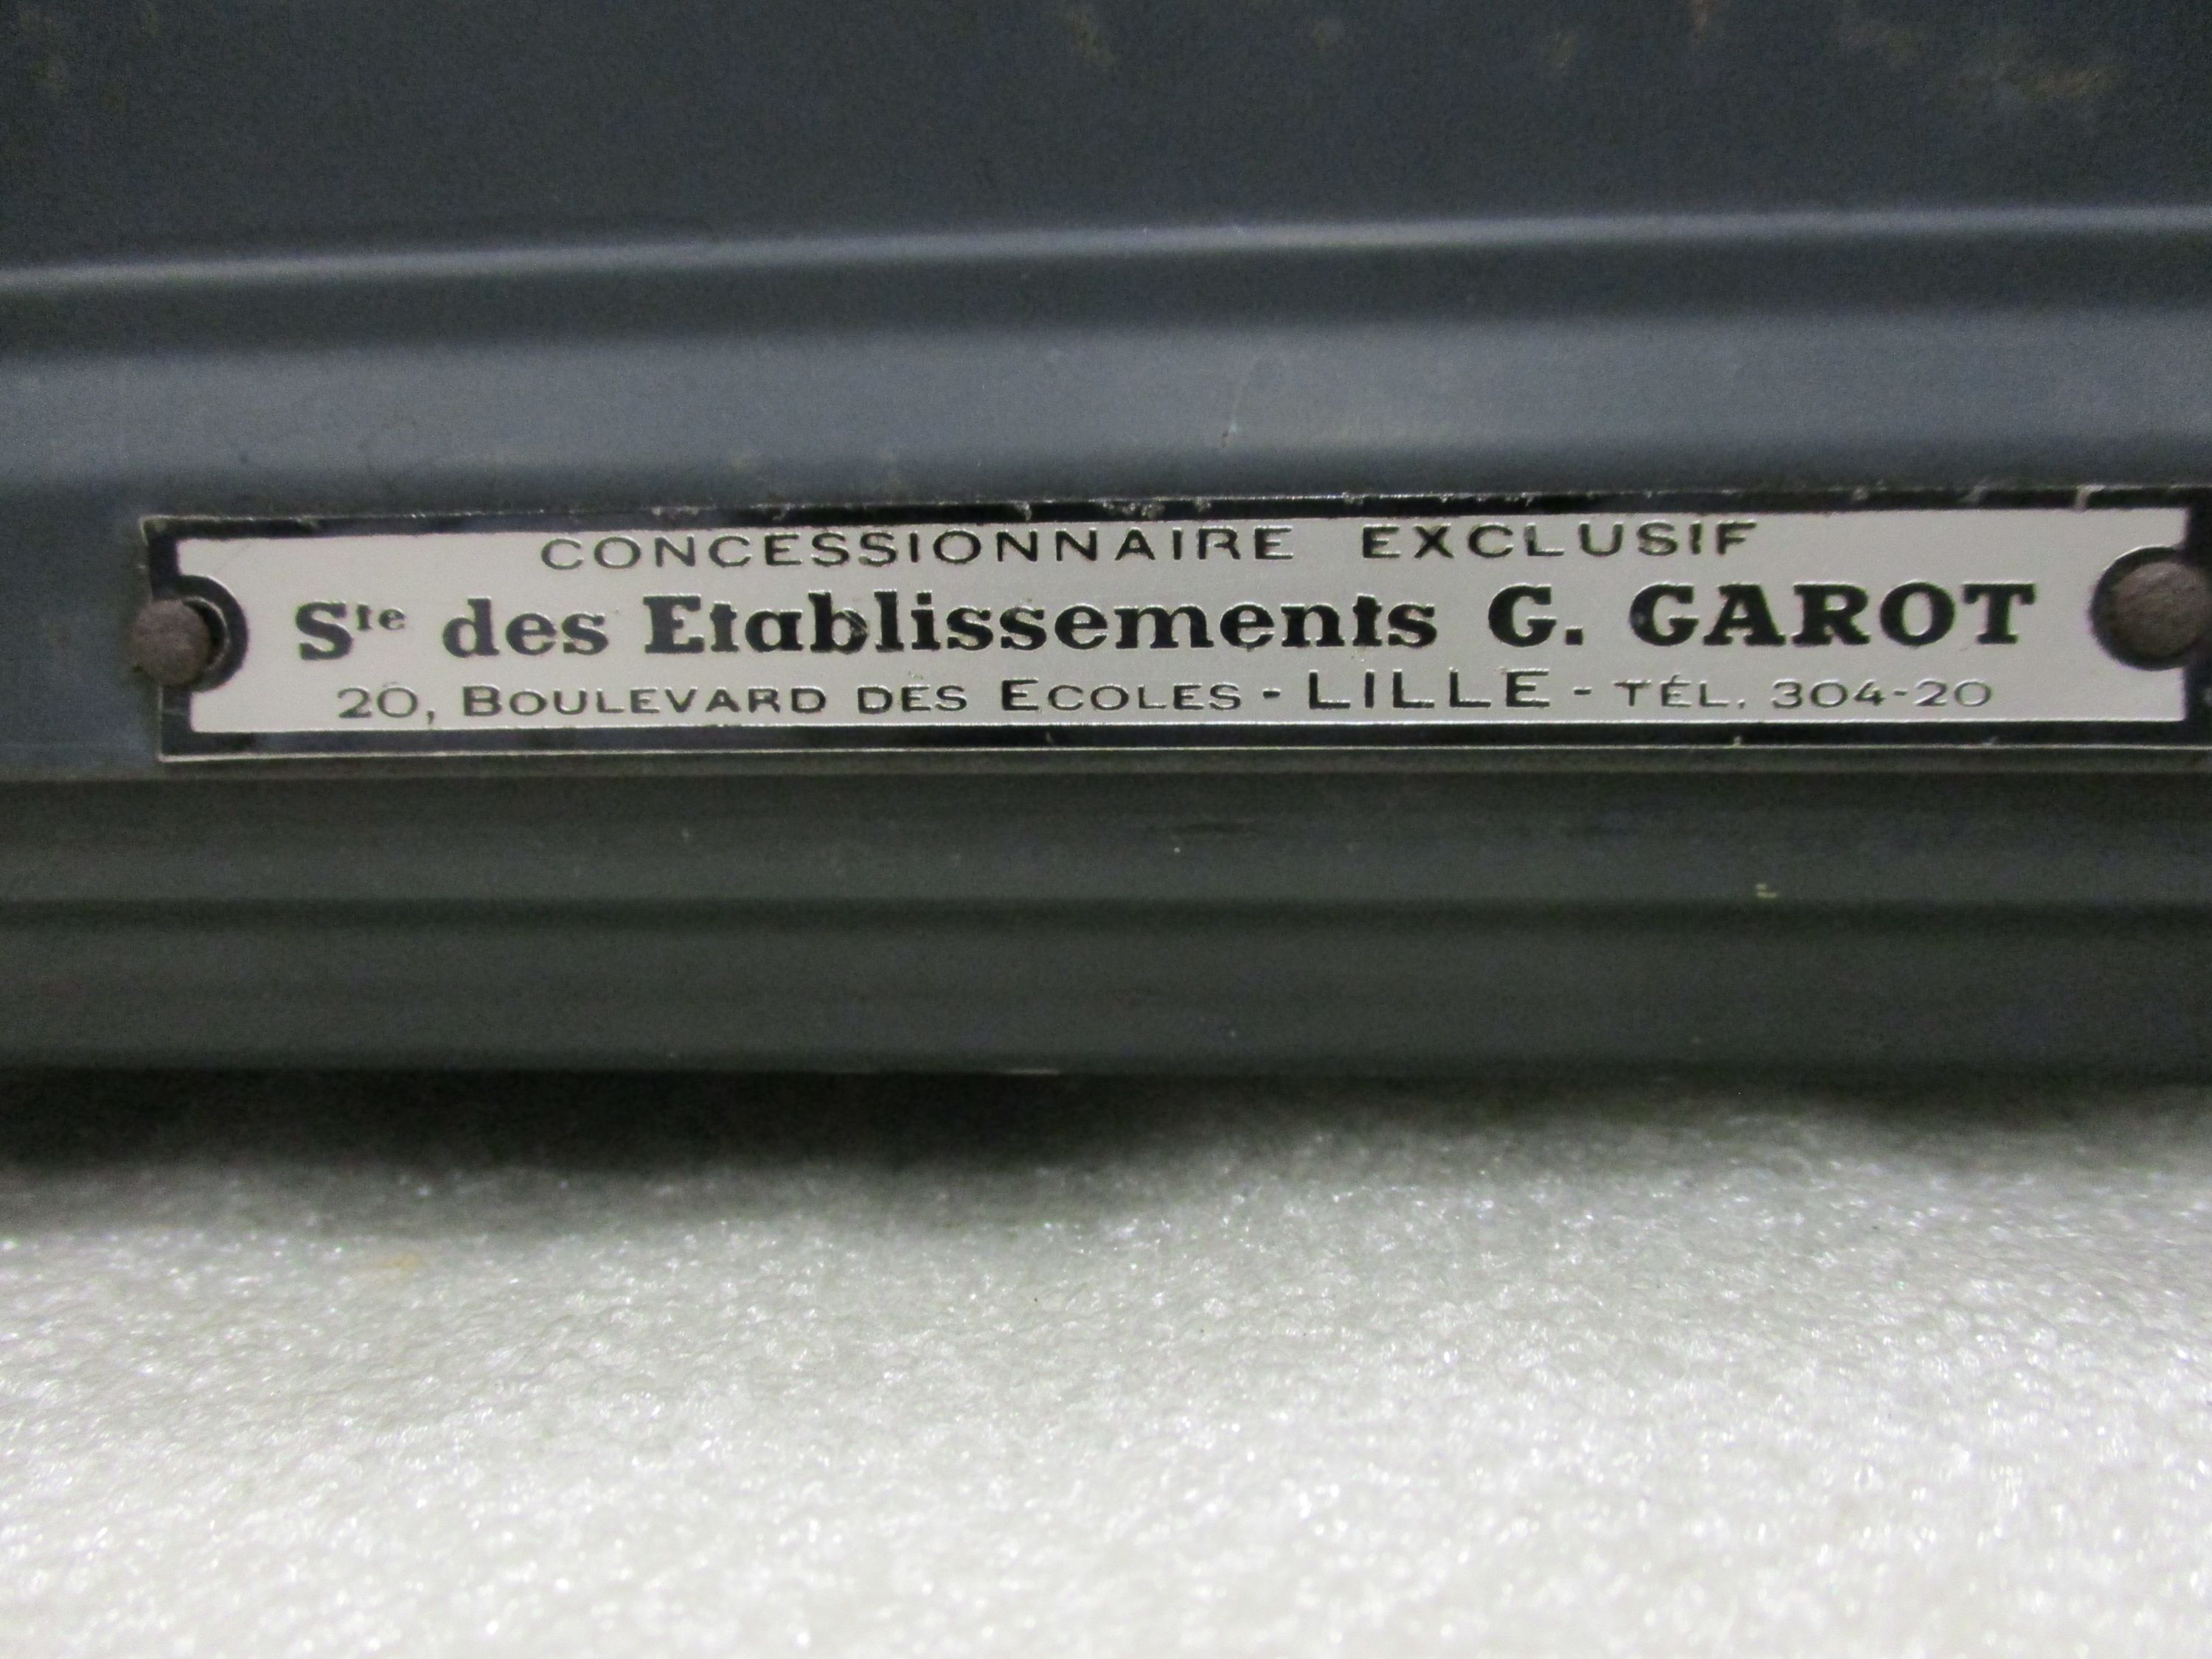 CONCESSIONNAIRE EXCLUSIF
Ste des Etablissements G. GAROT
20, BOULEVARD DES ECOLES - LILLE - TÉL. 304-20